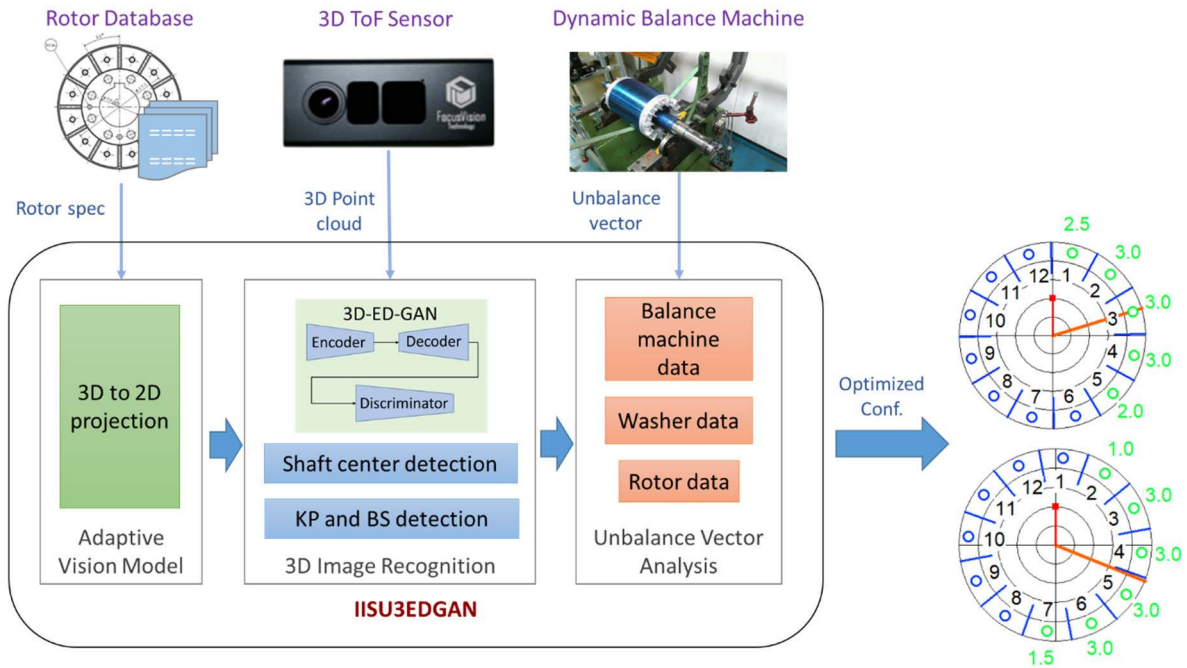 Rotor Database
3D ToF Sensor
Dynamic Balance Machine
FocusVision
Technology
Rotor spec
3D Point
cloud
Unbalance
vector
3D to 2D
projection
Adaptive
Vision Model
3D-ED-GAN
Encoder
Decoder
Discriminator
Shaft center detection
KP and BS detection
3D Image Recognition
Balance
machine
data
Washer data
Rotor data
Unbalance Vector
Analysis
IISU3EDGAN
Optimized
Conf.
2.5
3.0
3.0
3.0
2.0
12
1
2
3
4
5
6
7
8
9
10
11
1.0
3.0
3.0
3.0
3.0
1.5
12
1
2
3
4
5
6
7
8
9
10
11